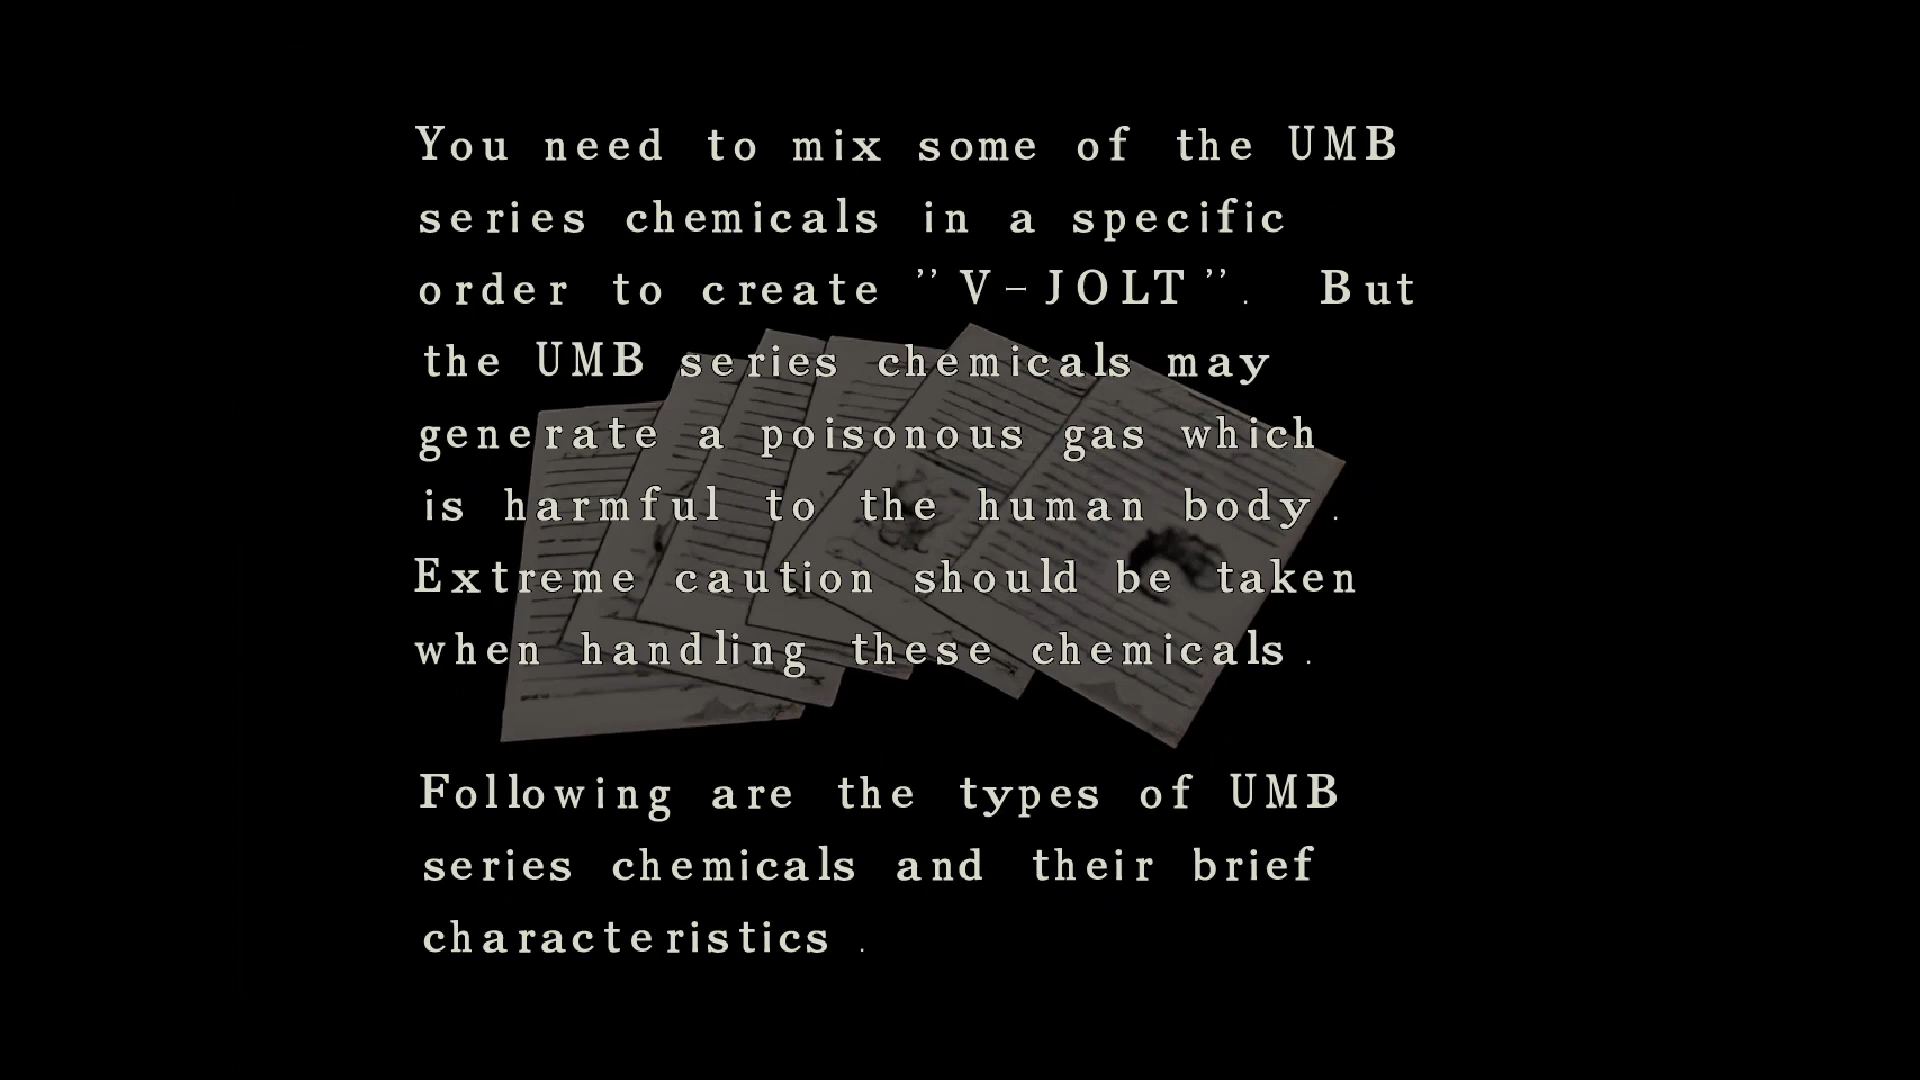 You need to mix some of the UMB
series chemicals in a specific
order to create "V-JOLT". But
the UMB series chemicals may
generate a poisonous gas which
is harmful to the human body.
Extreme caution should be taken
when handling these chemicals.
Following are the types of UMB
series chemicals and their brief
characteristics.